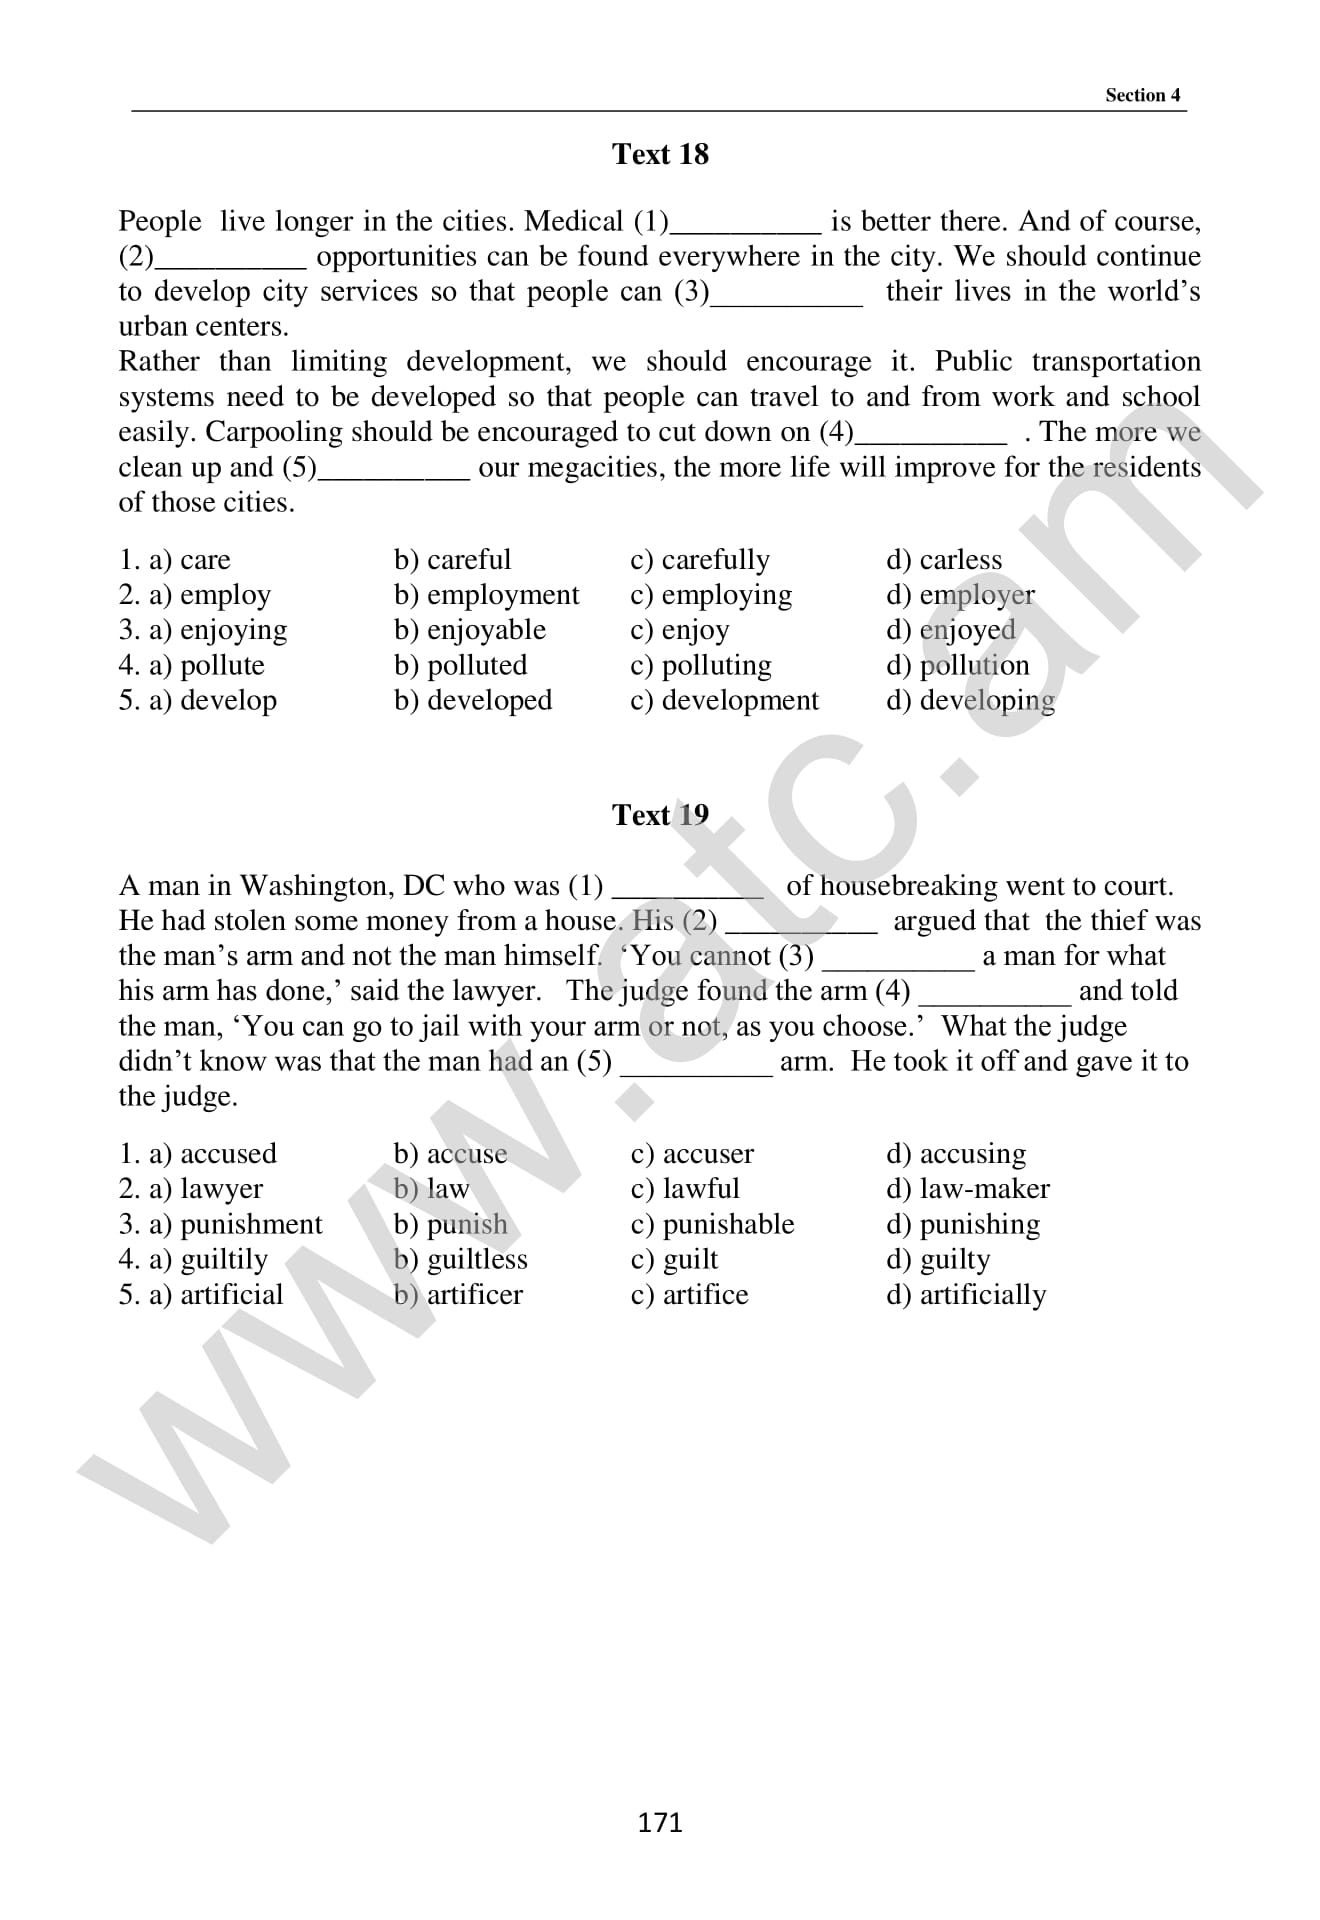 Section 4
Text 18
People live longer in the cities. Medical (1)__________ is better there. And of course,
(2)__________ opportunities can be found everywhere in the city. We should continue
to develop city services so that people can (3)__________ their lives in the world’s
urban centers.
Rather than limiting development, we should encourage it. Public transportation
systems need to be developed so that people can travel to and from work and school
easily. Carpooling should be encouraged to cut down on (4)__________ . The more we
clean up and (5)__________ our megacities, the more life will improve for the residents
of those cities.
1. a) care b) careful c) carefully d) carless
2. a) employ b) employment c) employing d) employer
3. a) enjoying b) enjoyable c) enjoy d) enjoyed
4. a) pollute b) polluted c) polluting d) pollution
5. a) develop b) developed c) development d) developing
Text 19
A man in Washington, DC who was (1) __________ of housebreaking went to court.
He had stolen some money from a house. His (2) __________ argued that the thief was
the man’s arm and not the man himself. ‘You cannot (3) __________ a man for what
his arm has done,’ said the lawyer. The judge found the arm (4) __________ and told
the man, ‘You can go to jail with your arm or not, as you choose.’ What the judge
didn’t know was that the man had an (5) __________ arm. He took it off and gave it to
the judge.
1. a) accused b) accuse c) accuser d) accusing
2. a) lawyer b) law c) lawful d) law-maker
3. a) punishment b) punish c) punishable d) punishing
4. a) guiltily b) guiltless c) guilt d) guilty
5. a) artificial b) artificer c) artifice d) artificially
www.atc.am
171